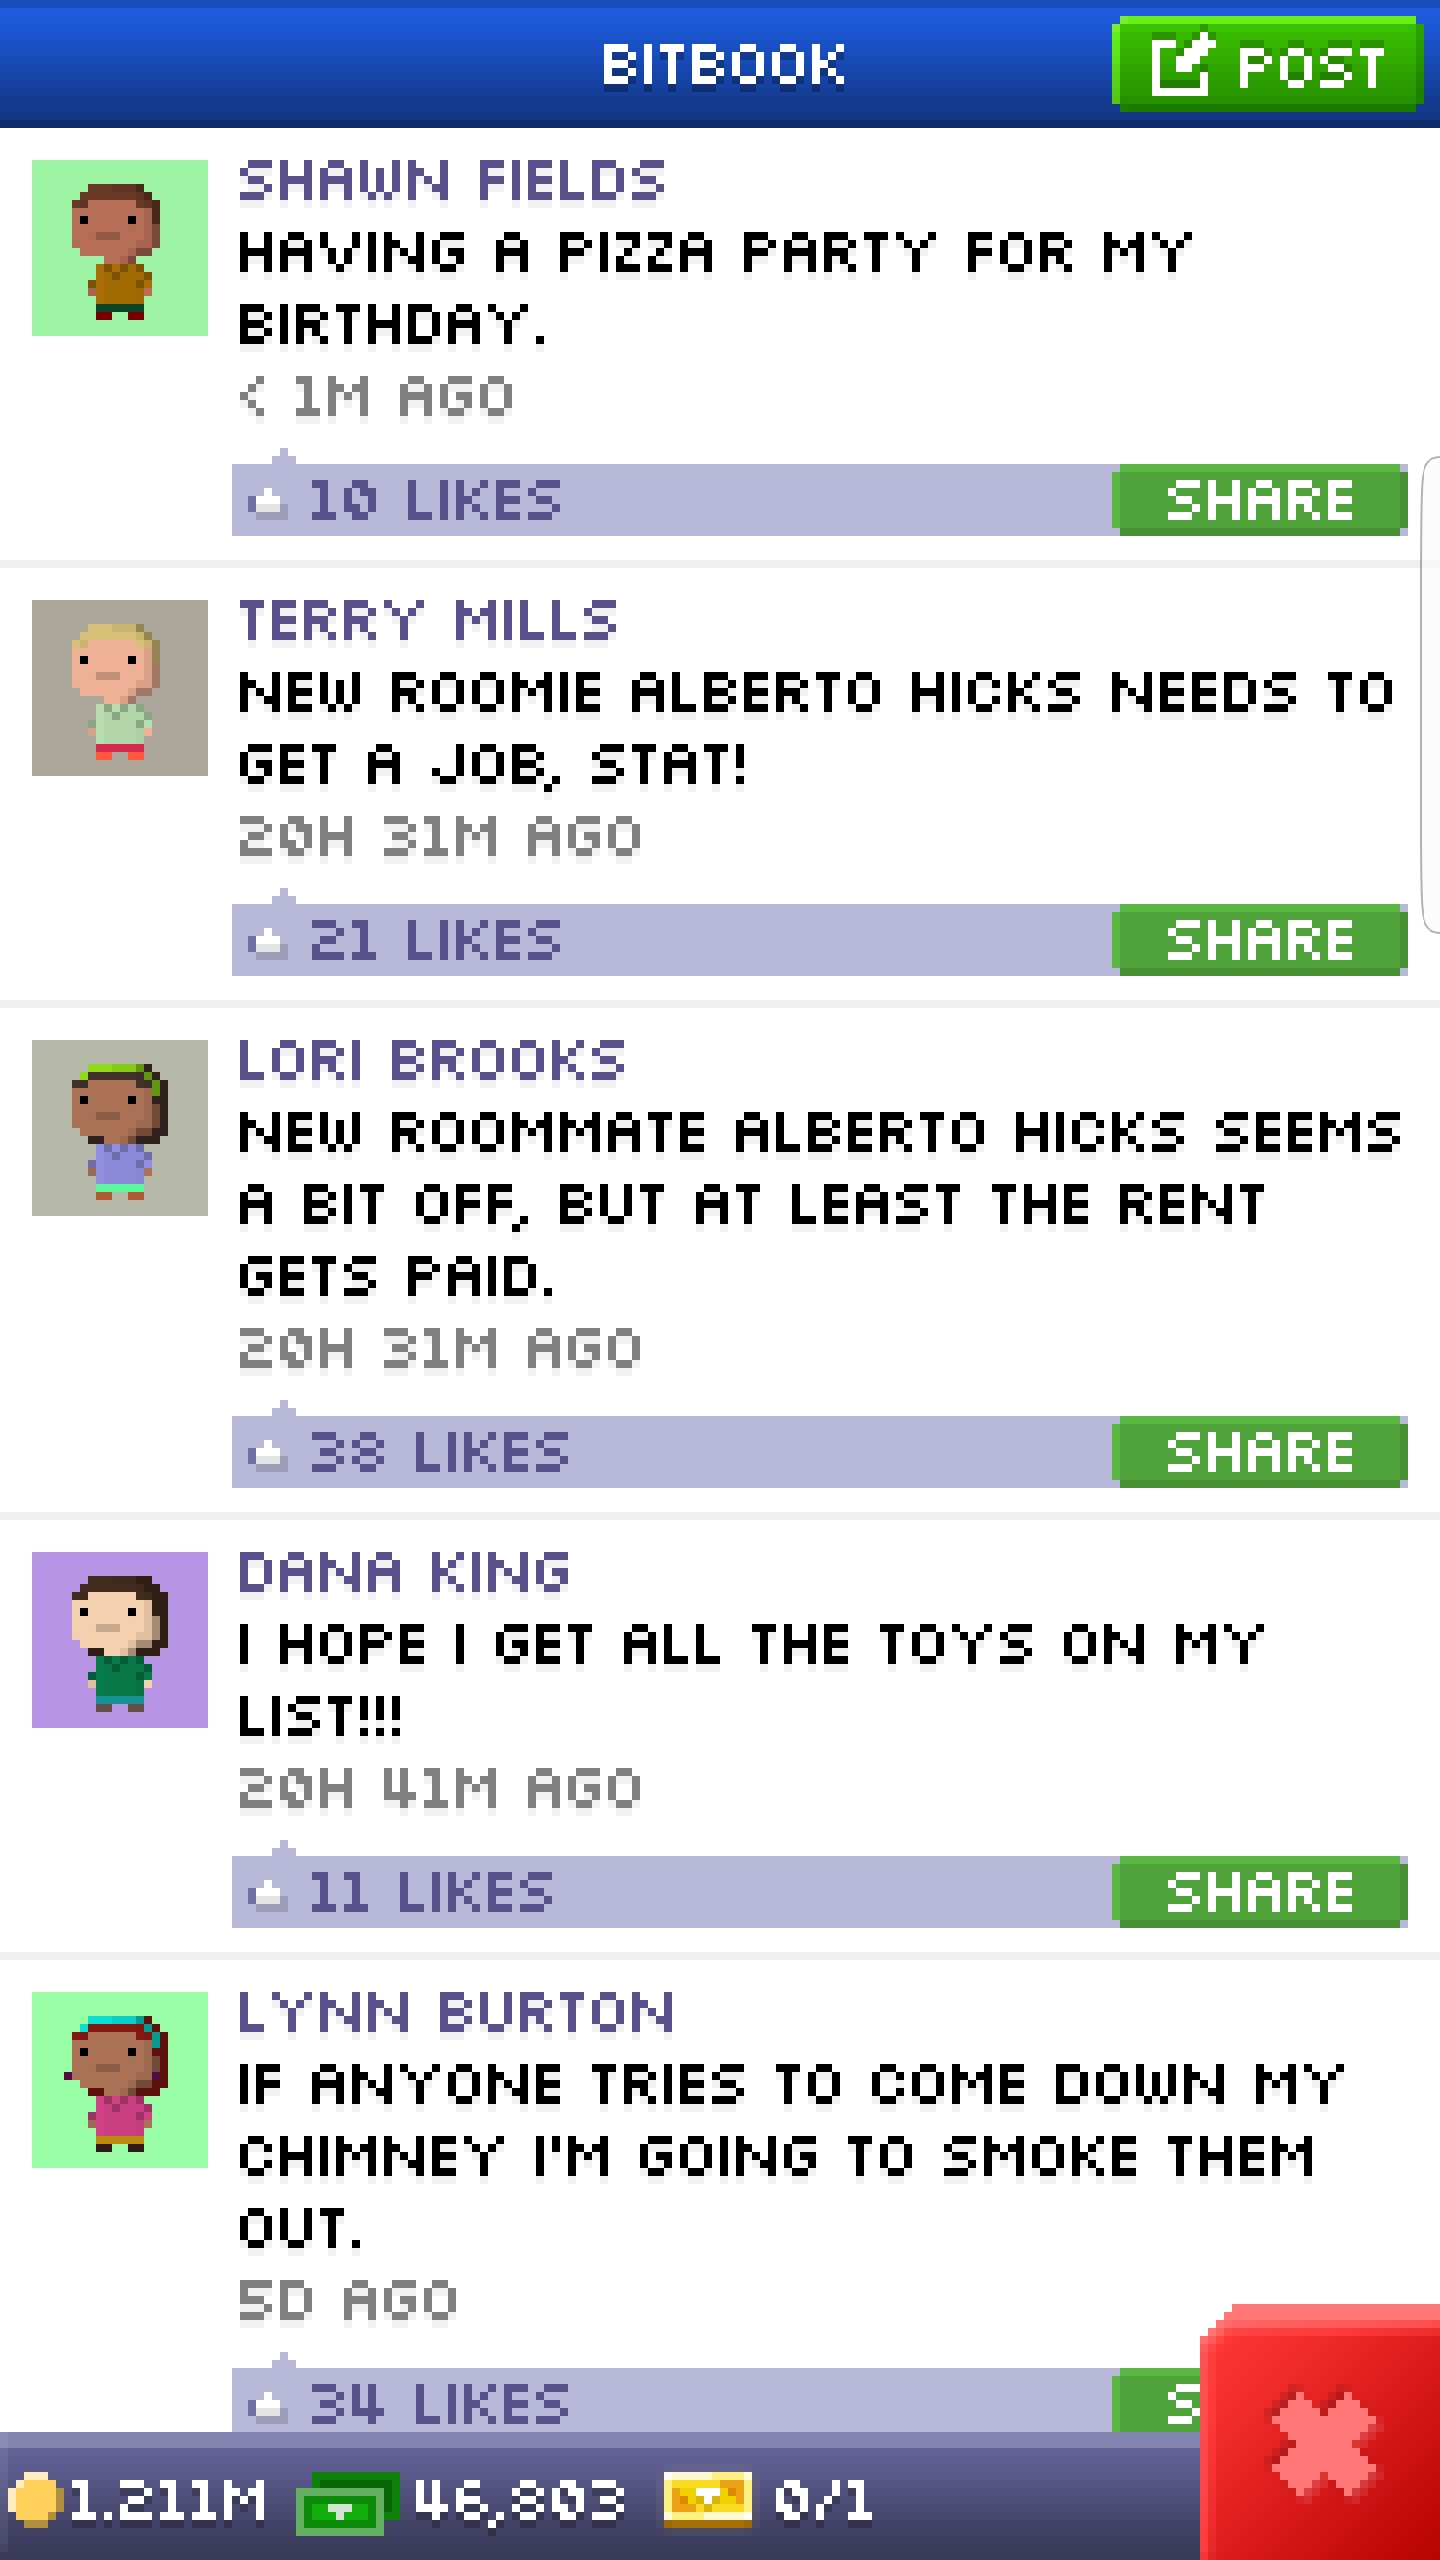 BITBOOK
POST
SHAWN FIELDS
HAVING A PIZZA PARTY FOR MY
BIRTHDAY.
< 1M AGO
10 LIKES
SHARE
TERRY MILLS
NEW ROOMIE ALBERTO HICKS NEEDS TO
GET A JOB, STAT!
20H 31M AGO
21 LIKES
SHARE
LORI BROOKS
NEW ROOMMATE ALBERTO HICKS SEEMS
A BIT OFF, BUT AT LEAST THE RENT
GETS PAID.
20H 31M AGO
38 LIKES
SHARE
DANA KING
I HOPE I GET ALL THE TOYS ON MY
LIST!!!
20H 41M AGO
11 LIKES
SHARE
LYNN BURTON
IF ANYONE TRIES TO COME DOWN MY
CHIMNEY I'M GOING TO SMOKE THEM
OUT.
5D AGO
34 LIKES
S
1.211M
46,803
0/1